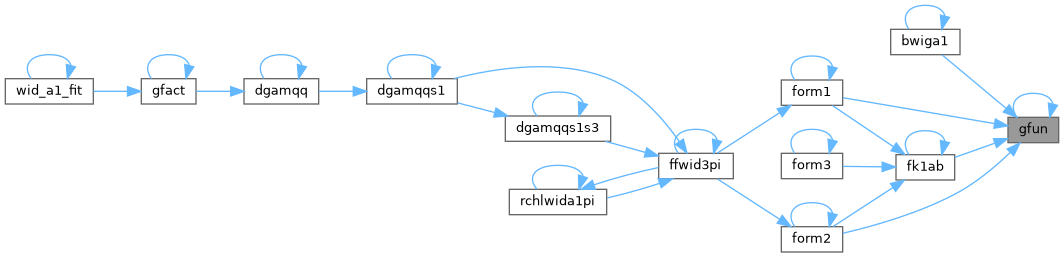 wid_a1_fit
gfact
dgamqq
dgamqqs1
dgamqqs1s3
rchlwida1pi
ffwid3pi
form1
form3
form2
bwiga1
fk1ab
gfun